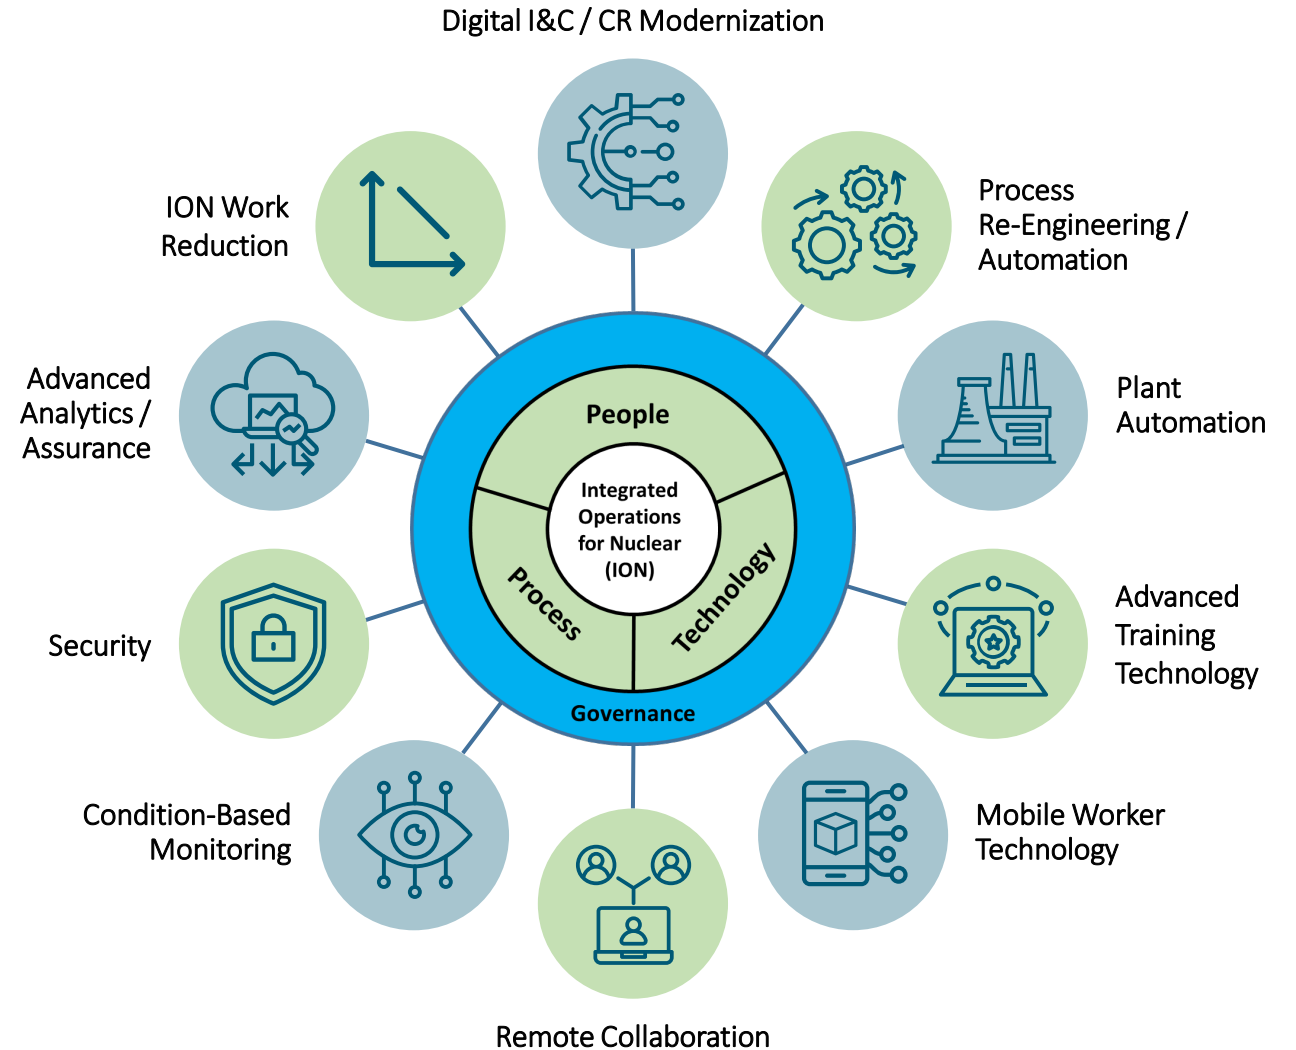 Digital I&C / CR Modernization
Process
Re-Engineering /
Automation
Plant
Automation
Advanced
Training
Technology
Mobile Worker
Technology
Remote Collaboration
Condition-Based
Monitoring
Security
Advanced
Analytics /
Assurance
ION Work
Reduction
People
Technology
Process
Integrated
Operations
for Nuclear
(ION)
Governance